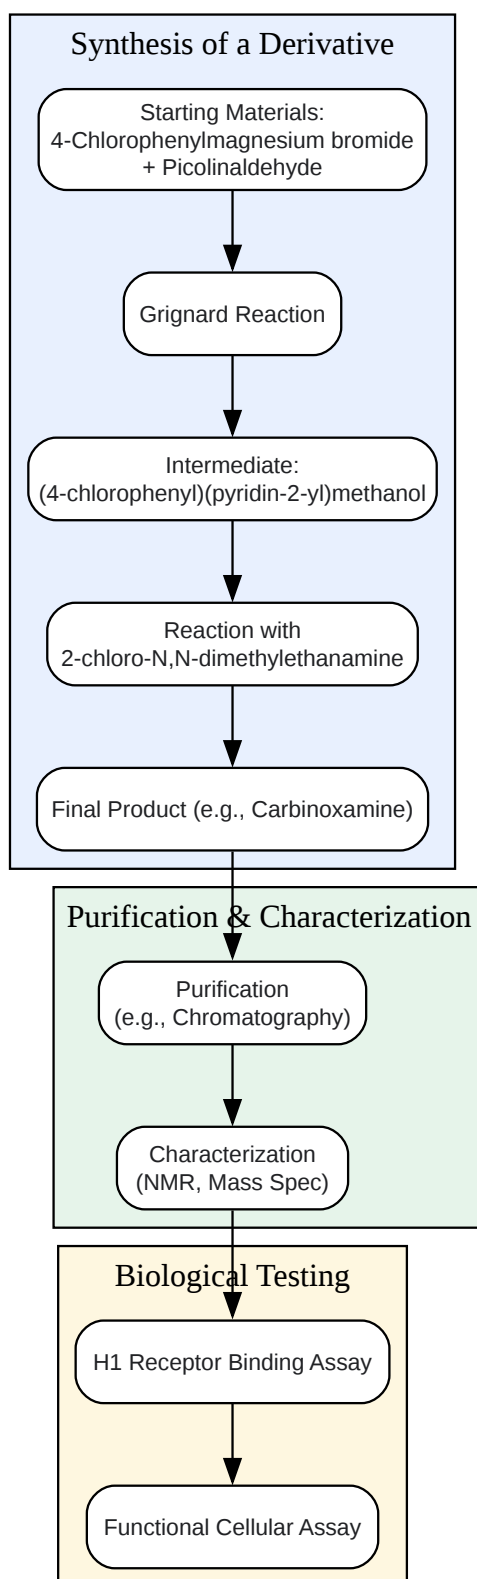 Synthesis of a Derivative
Starting Materials:
4-Chlorophenylmagnesium bromide
+ Picolinaldehyde
Grignard Reaction
Intermediate:
(4-chlorophenyl)(pyridin-2-yl)methanol
Reaction with
2-chloro-N,N-dimethylethanamine
Final Product (e.g., Carbinoxamine)
Purification & Characterization
Purification
(e.g., Chromatography)
Characterization
(NMR, Mass Spec)
Biological Testing
H1 Receptor Binding Assay
Functional Cellular Assay